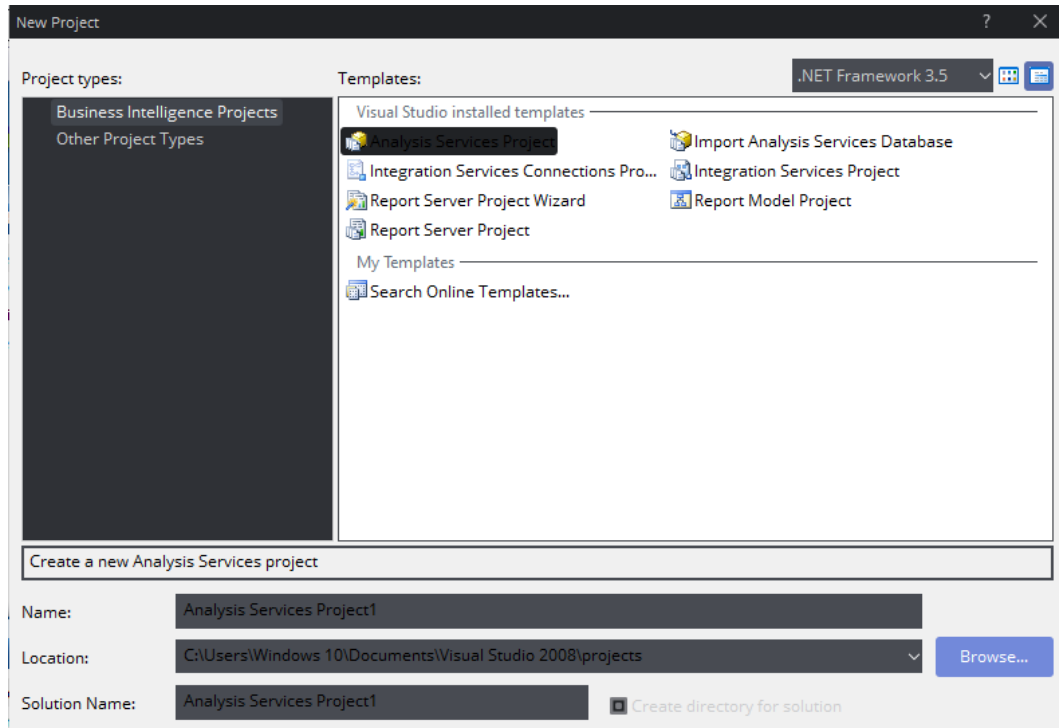 New Project
Project types:
Templates:
.NET Framework 3.5
Business Intelligence Projects
Other Project Types
Visual Studio installed templates
Analysis Services Project
Import Analysis Services Database
Integration Services Connections Pro...
Integration Services Project
Report Server Project Wizard
Report Model Project
Report Server Project
My Templates
Search Online Templates...
Create a new Analysis Services project
Name:
Analysis Services Project1
Location:
C:\Users\Windows 10\Documents\Visual Studio 2008\projects
Browse...
Solution Name:
Analysis Services Project1
Create directory for solution